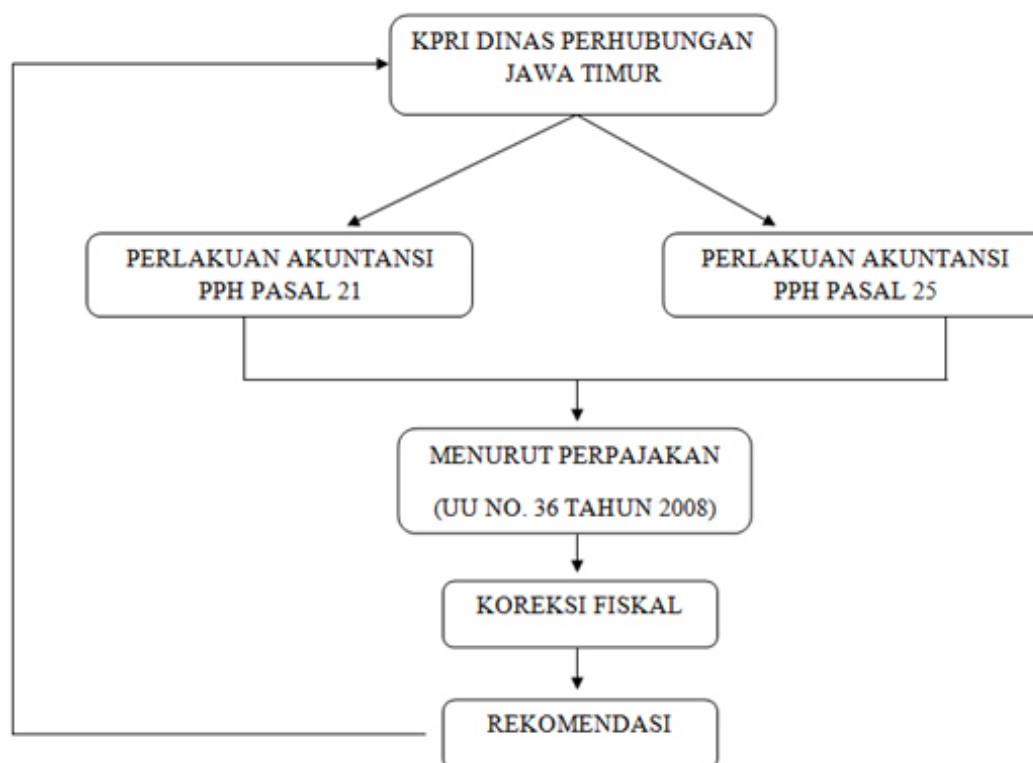 KPRI DINAS PERHUBUNGAN
JAWA TIMUR
PERLAKUAN AKUNTANSI
PPH PASAL 21
PERLAKUAN AKUNTANSI
PPH PASAL 25
MENURUT PERPAJAKAN
(UU NO. 36 TAHUN 2008)
KOREKSI FISKAL
REKOMENDASI